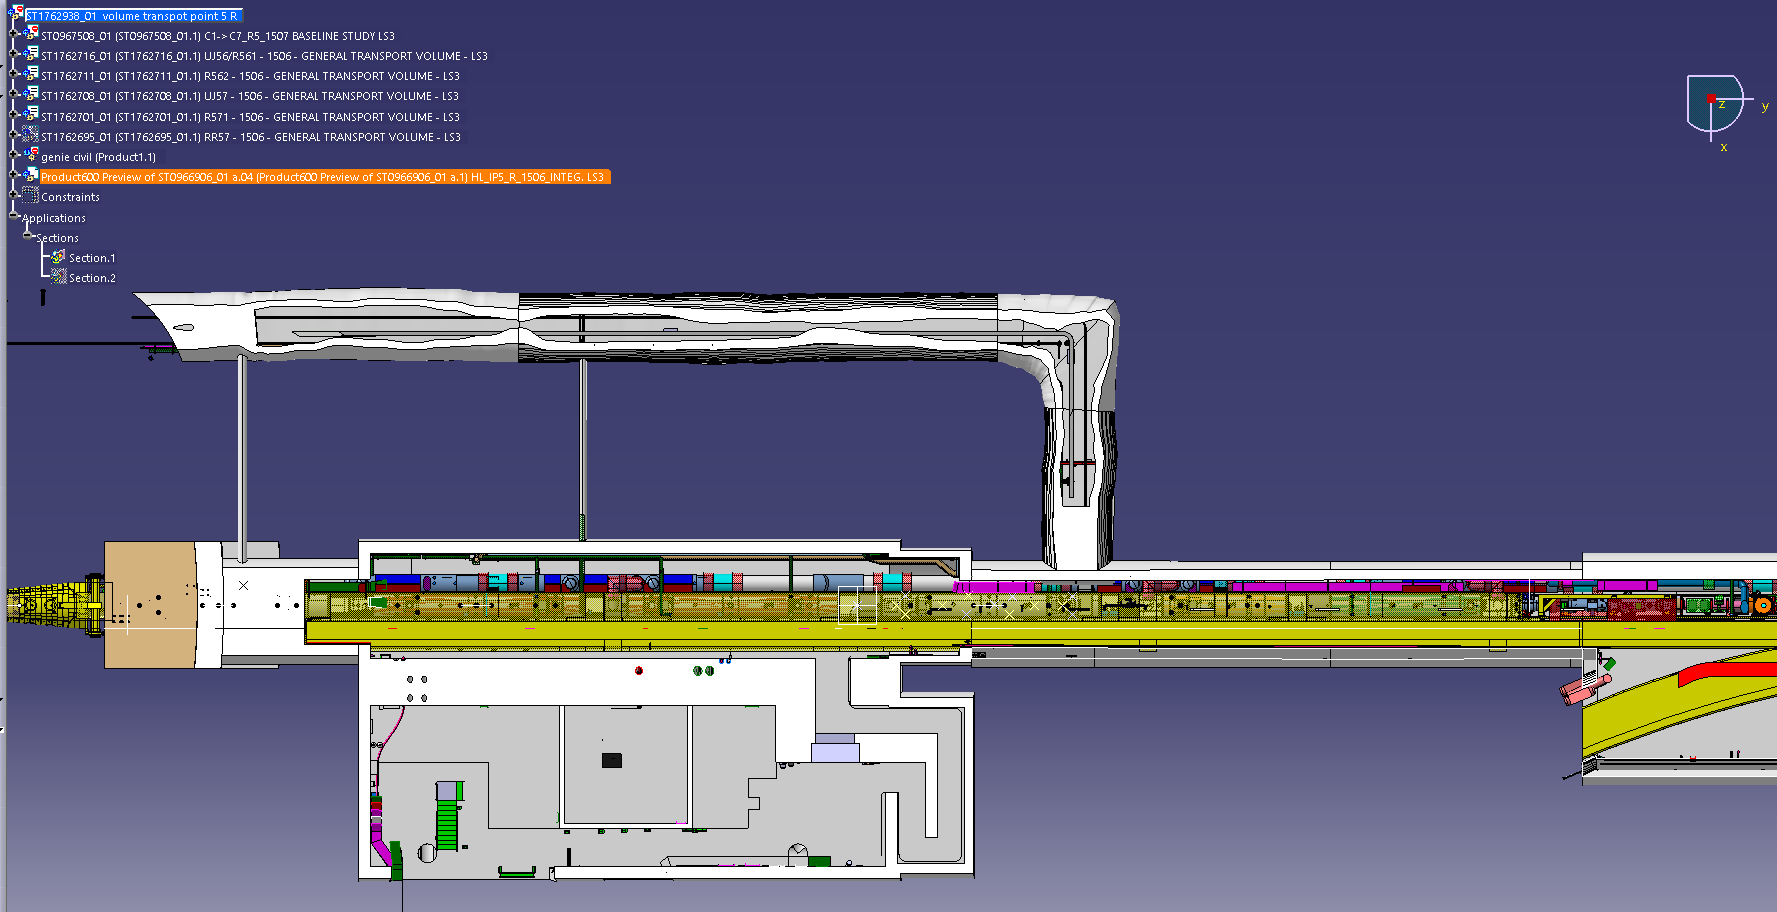 ST1762938_01 volume transpot point 5 R
ST0967508_01 (ST0967508_01.1) C1-> C7_R5_1507 BASELINE STUDY LS3
ST1762716_01 (ST1762716_01.1) UJ56/R561 - 1506 - GENERAL TRANSPORT VOLUME - LS3
ST1762711_01 (ST1762711_01.1) R562 - 1506 - GENERAL TRANSPORT VOLUME - LS3
ST1762708_01 (ST1762708_01.1) UJ57 - 1506 - GENERAL TRANSPORT VOLUME - LS3
ST1762701_01 (ST1762701_01.1) R571 - 1506 - GENERAL TRANSPORT VOLUME - LS3
ST1762695_01 (ST1762695_01.1) RR57 - 1506 - GENERAL TRANSPORT VOLUME - LS3
genie civil (Product1.1)
Product600 Preview of ST0966906_01 a.04 (Product600 Preview of ST0966906_01 a.1) HL_IP5_R_1506_INTEG. LS3
Constraints
Applications
Sections
Section.1
Section.2
z
y
x